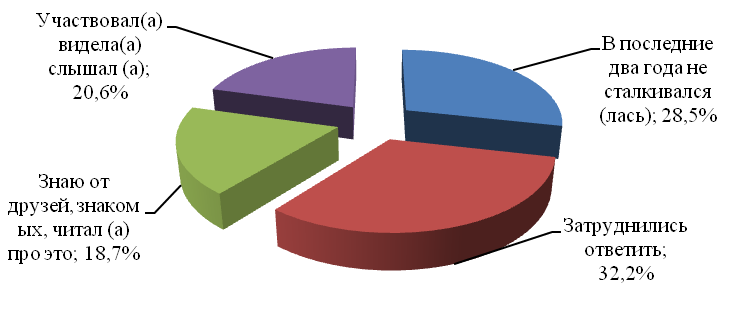 Участвовал(а)
видела(а)
слышал (а);
20,6%
В последние
два года не
сталкивался
(лась); 28,5%
Знаю от
друзей, знаком
ых, читал (а)
про это; 18,7%
Затруднились
ответить;
32,2%